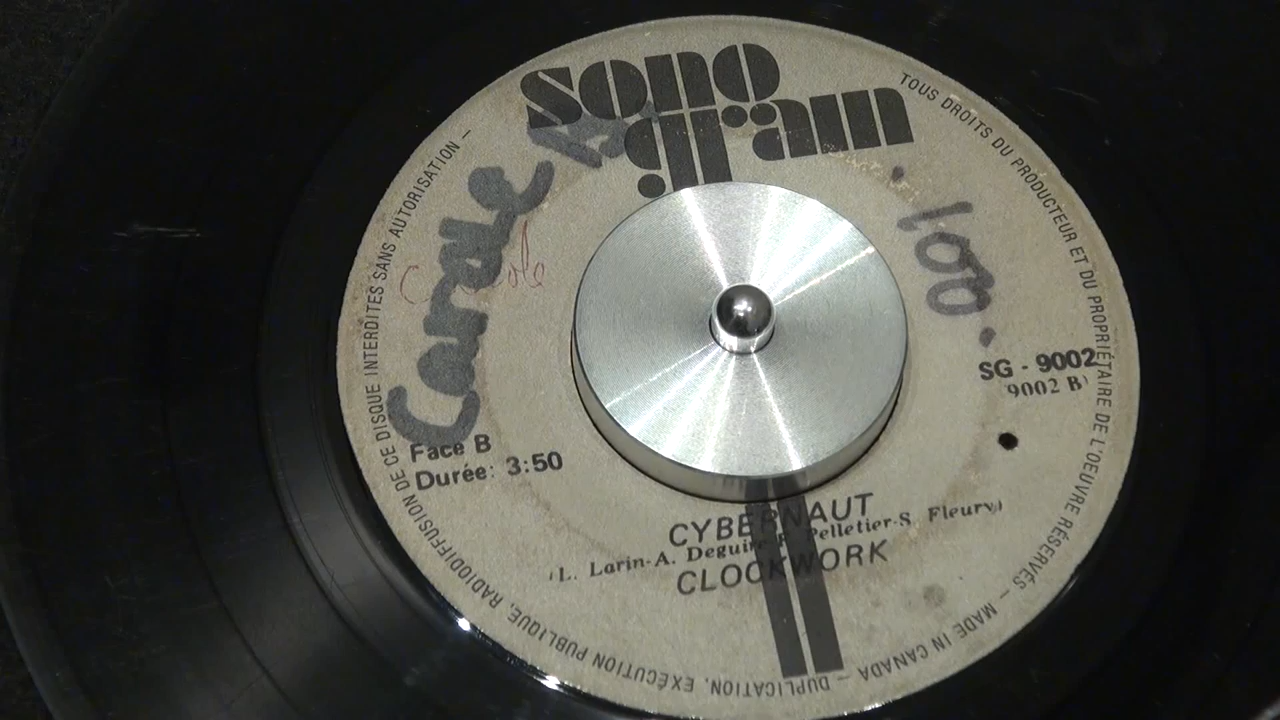 sono
gram
TOUS DROITS DU PRODUCTEUR ET DU PROPRIÉTAIRE DE L'OEUVRE RÉSERVÉS – MADE IN CANADA – DUPLICATION, EXÉCUTION PUBLIQUE, RADIODIFFUSION DE CE DISQUE INTERDITES SANS AUTORISATION –
Carole
100
SG - 9002
9002 B)
Face B
Durée: 3:50
CYBERNAUT
(L. Larin-A. Deguire-P. Pelletier-S. Fleury)
CLOCKWORK